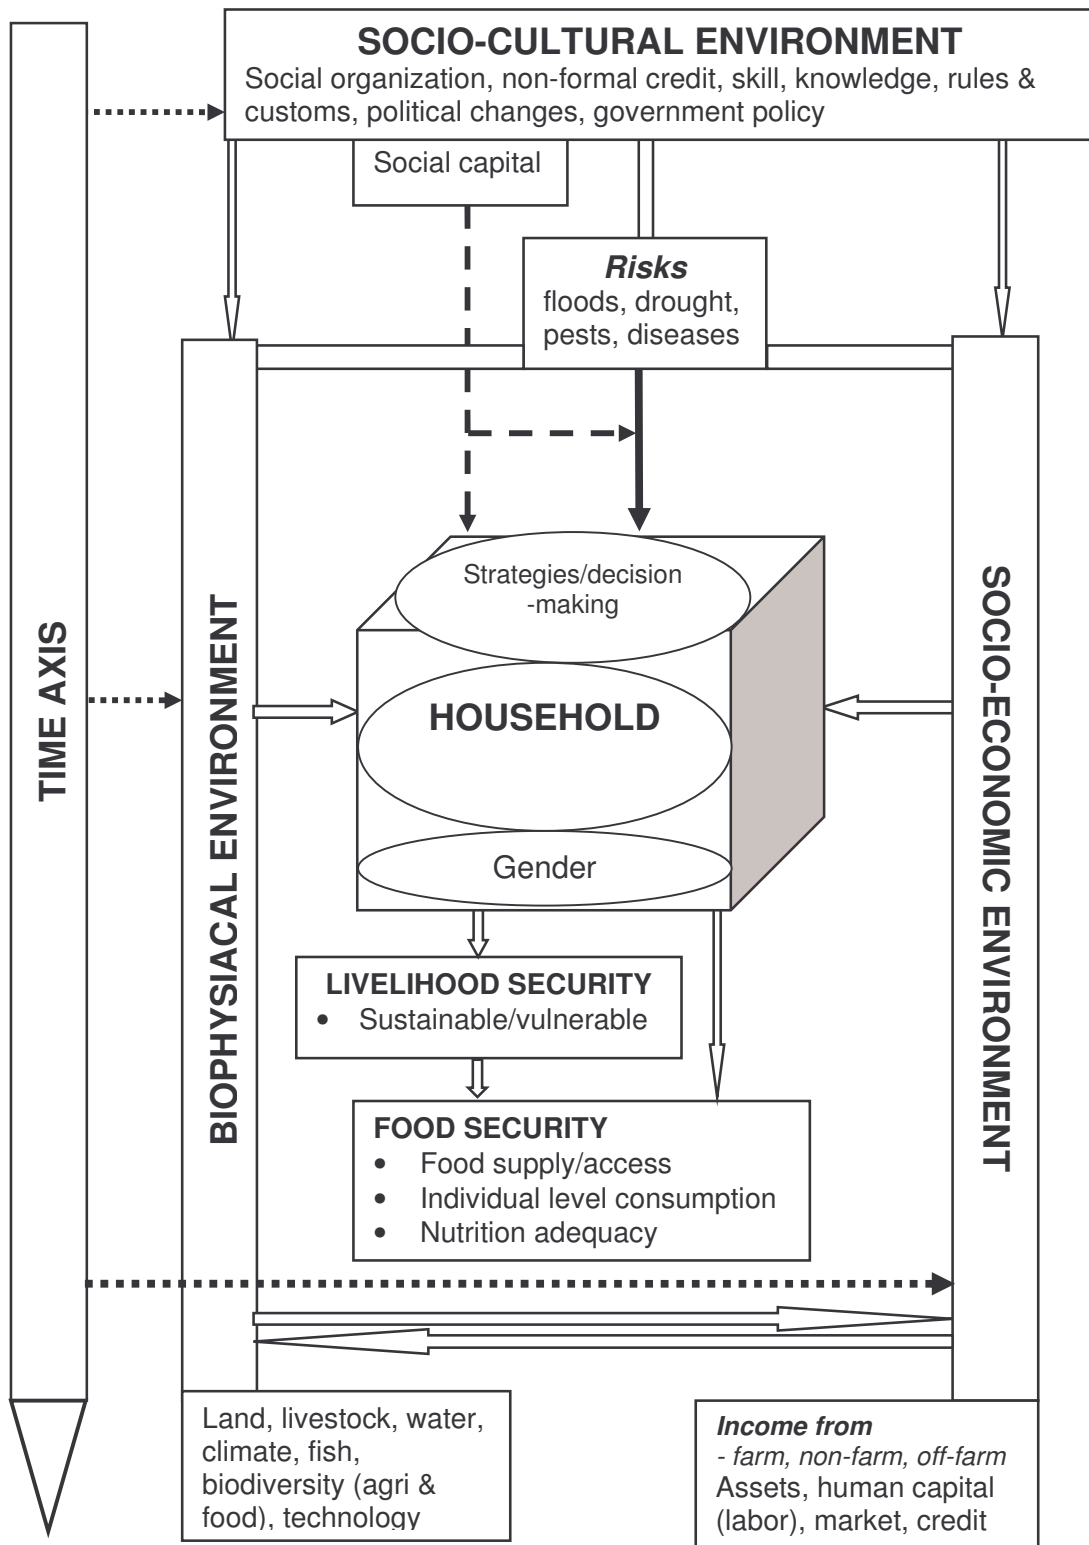 SOCIO-CULTURAL ENVIRONMENT
Social organization, non-formal credit, skill, knowledge, rules &
customs, political changes, government policy
Social capital
Risks
floods, drought,
pests, diseases
TIME AXIS
BIOPHYSIACAL ENVIRONMENT
SOCIO-ECONOMIC ENVIRONMENT
Strategies/decision
-making
HOUSEHOLD
Gender
LIVELIHOOD SECURITY
• Sustainable/vulnerable
FOOD SECURITY
• Food supply/access
• Individual level consumption
• Nutrition adequacy
Land, livestock, water,
climate, fish,
biodiversity (agri &
food), technology
Income from
- farm, non-farm, off-farm
Assets, human capital
(labor), market, credit